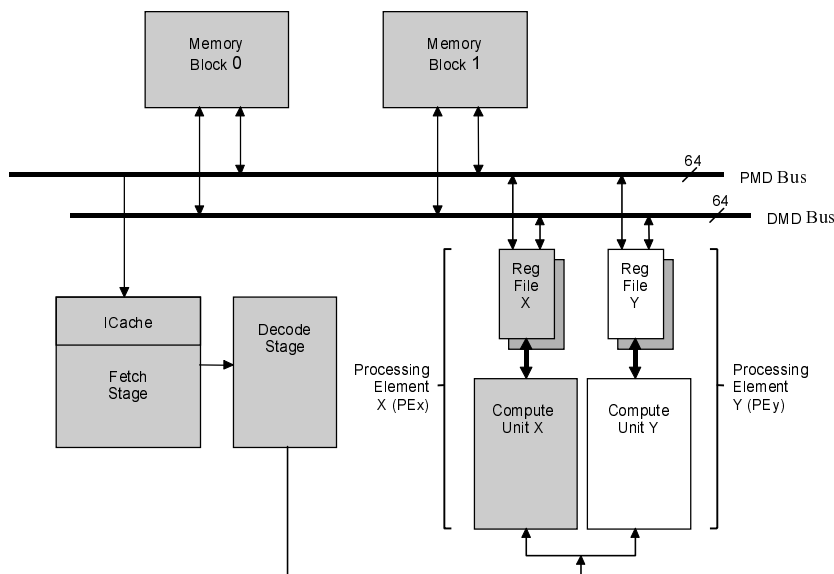 Memory
Block 0
Memory
Block 1
64
PMD Bus
64
DMD Bus
Reg
File
X
Reg
File
Y
ICache
Fetch
Stage
Decode
Stage
Processing
Element
X (PEx)
Processing
Element
Y (PEy)
Compute
Unit X
Compute
Unit Y